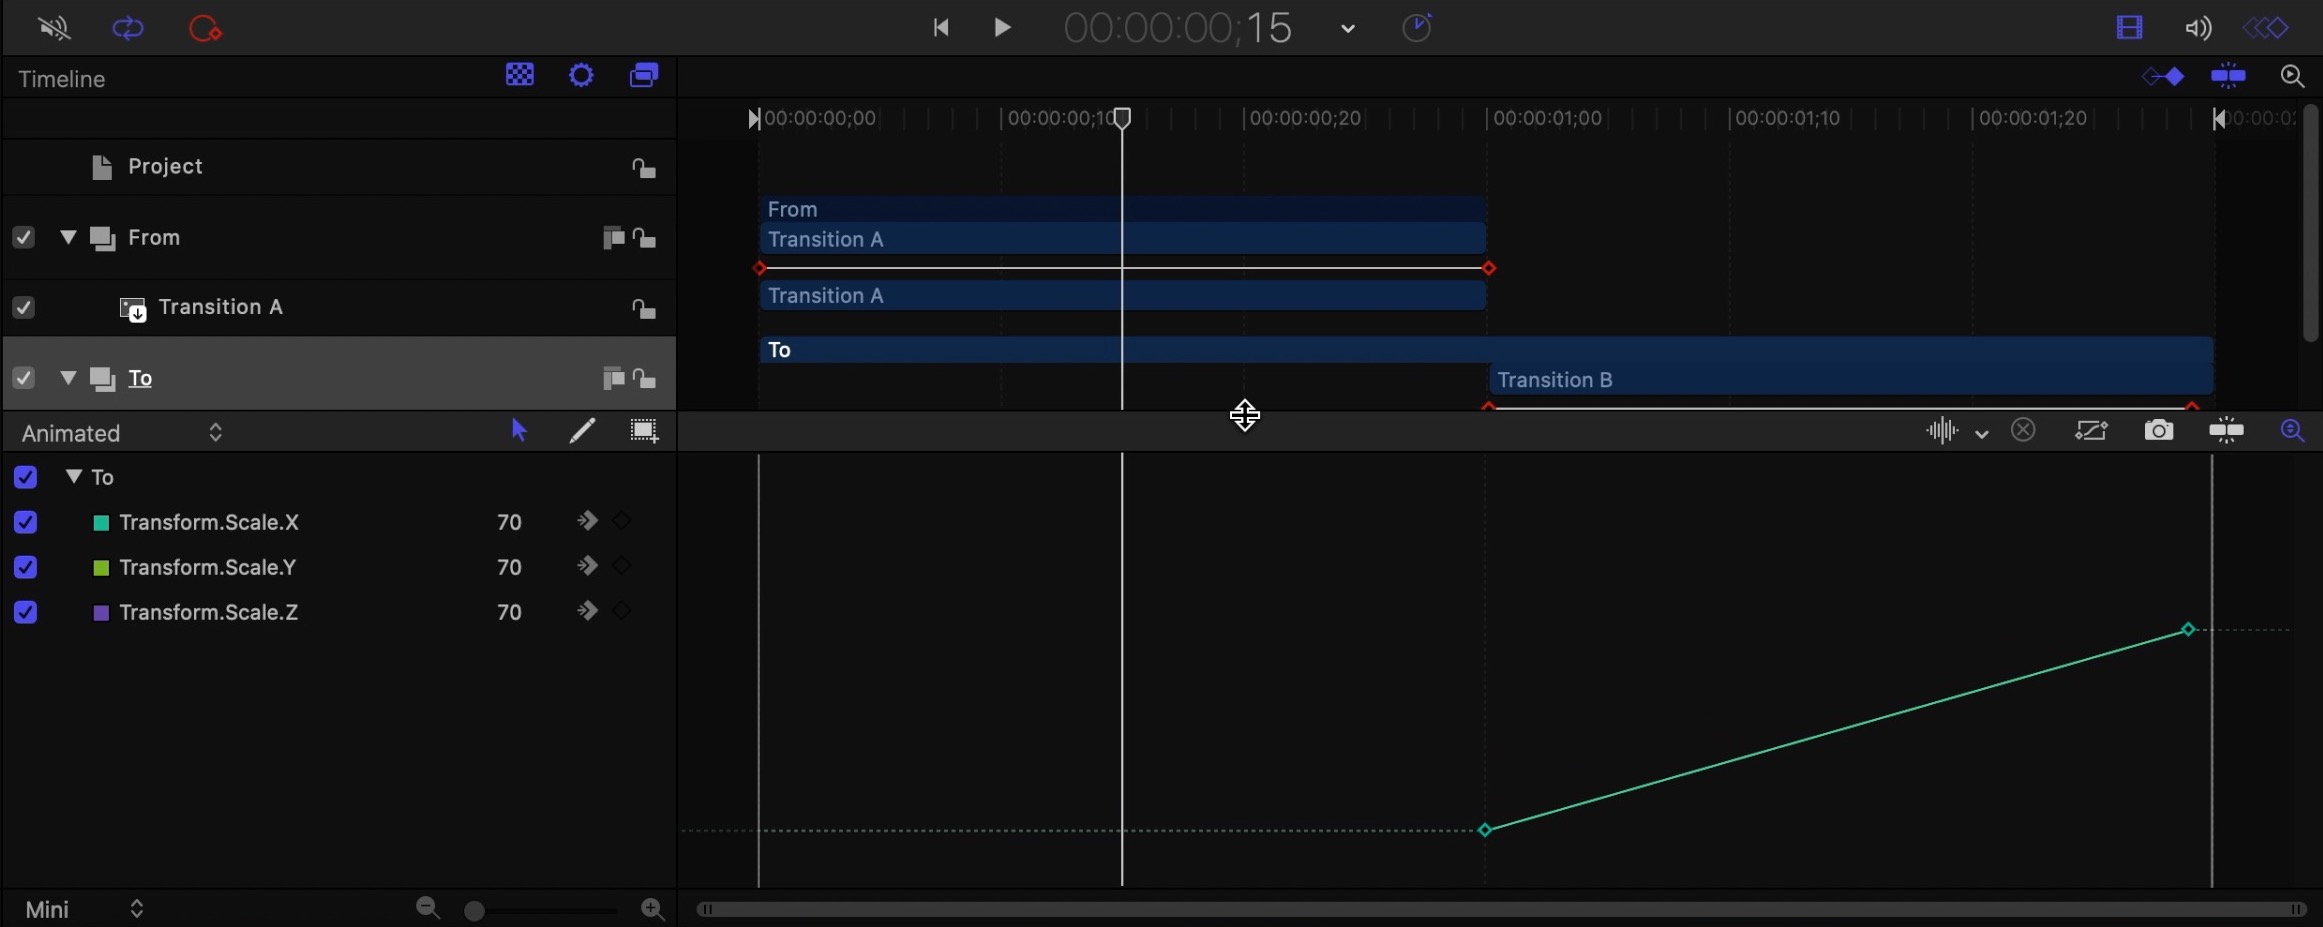 00:00:00;15
Timeline
00:00:00;00
00:00:00;10
00:00:00;20
00:00:01;00
00:00:01;10
00:00:01;20
00:00:02
Project
From
Transition A
To
From
Transition A
Transition A
To
Transition B
Animated
To
Transform.Scale.X 70
Transform.Scale.Y 70
Transform.Scale.Z 70
Mini